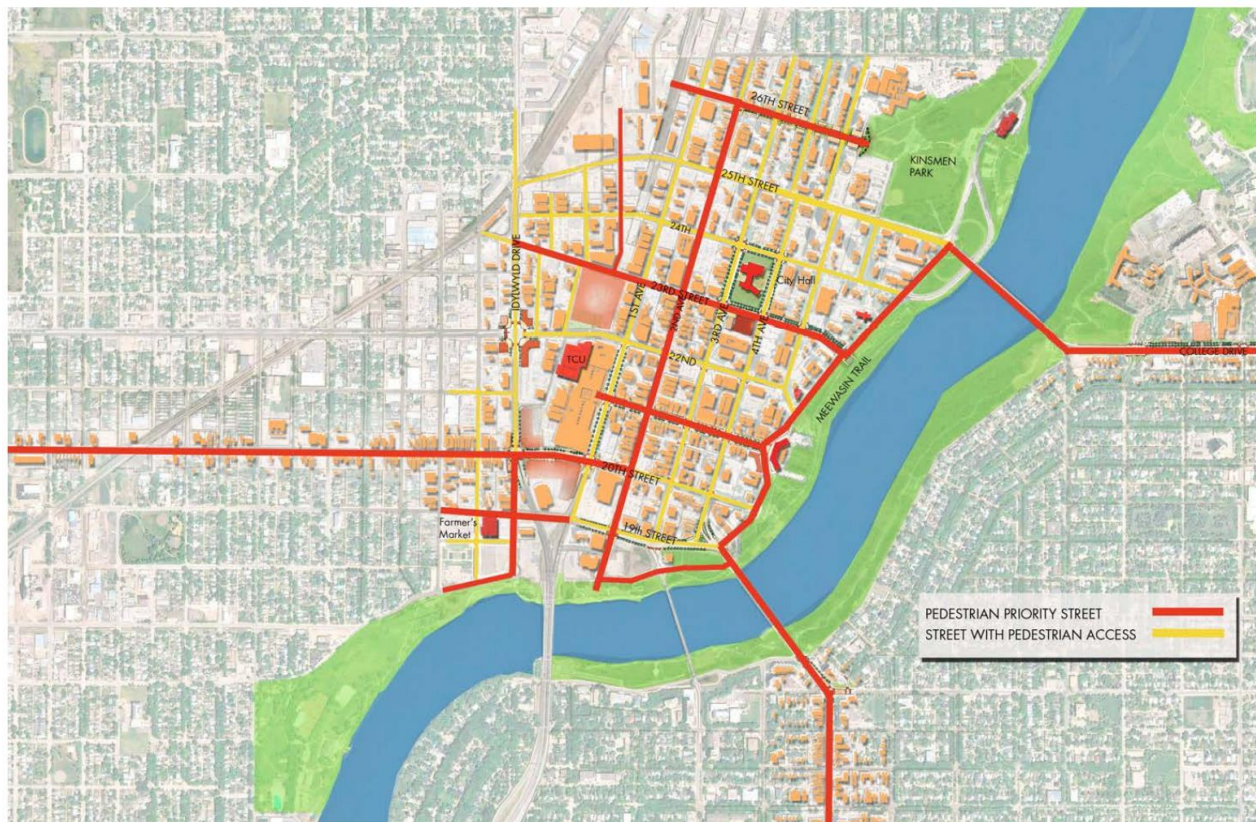 26TH STREET
KINSMEN
PARK
25TH STREET
24TH
IDYLWYLD DRIVE
City Hall
23RD STREET
1ST AVE
2ND AVE
3RD AVE
4TH AVE
22ND
TCU
COLLEGE DRIVE
MEEWASIN TRAIL
20TH STREET
19th STREET
Farmer's
Market
PEDESTRIAN PRIORITY STREET
STREET WITH PEDESTRIAN ACCESS